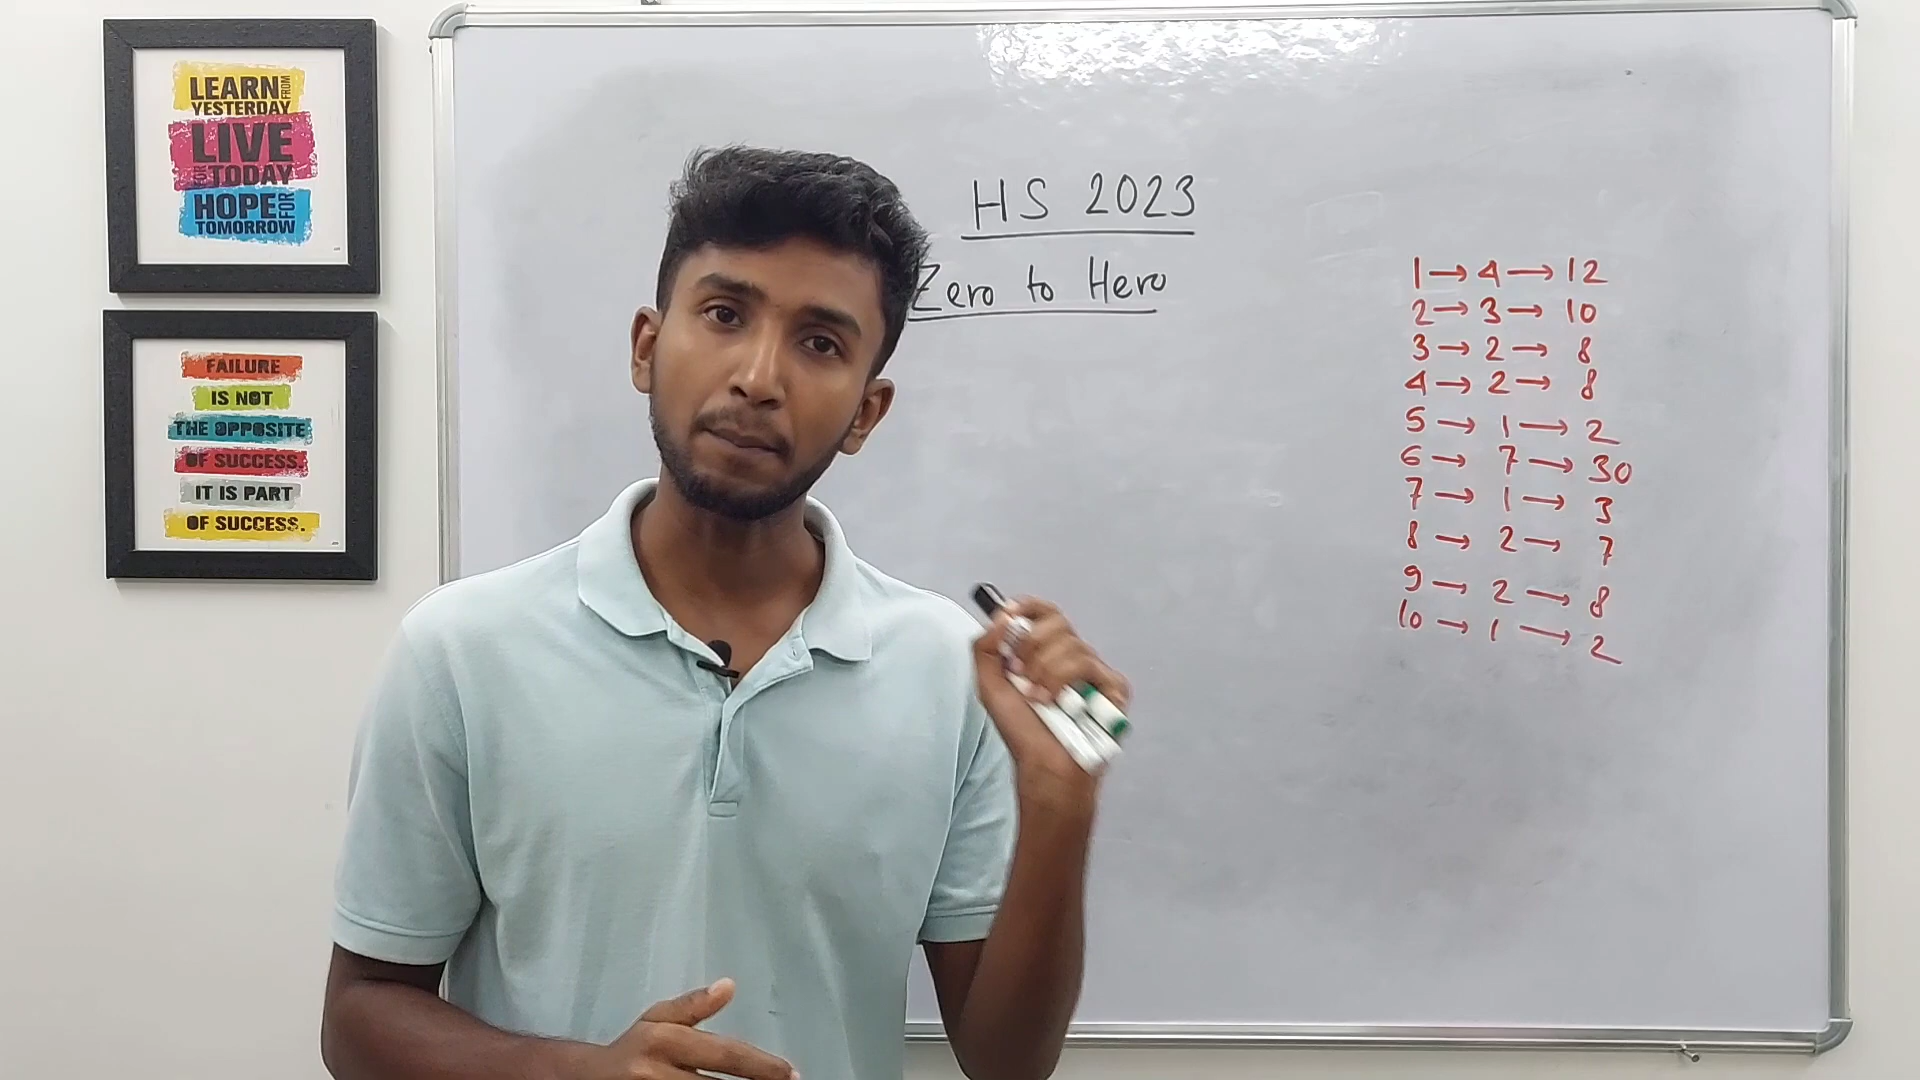 LEARN FROM
YESTERDAY
LIVE
FOR TODAY
HOPE FOR
TOMORROW
FAILURE
IS NOT
THE OPPOSITE
OF SUCCESS.
IT IS PART
OF SUCCESS.
HS 2023
Zero to Hero
1 → 4 → 12
2 → 3 → 10
3 → 2 → 8
4 → 2 → 8
5 → 1 → 2
6 → 7 → 30
7 → 1 → 3
8 → 2 → 7
9 → 2 → 8
10 → 1 → 2